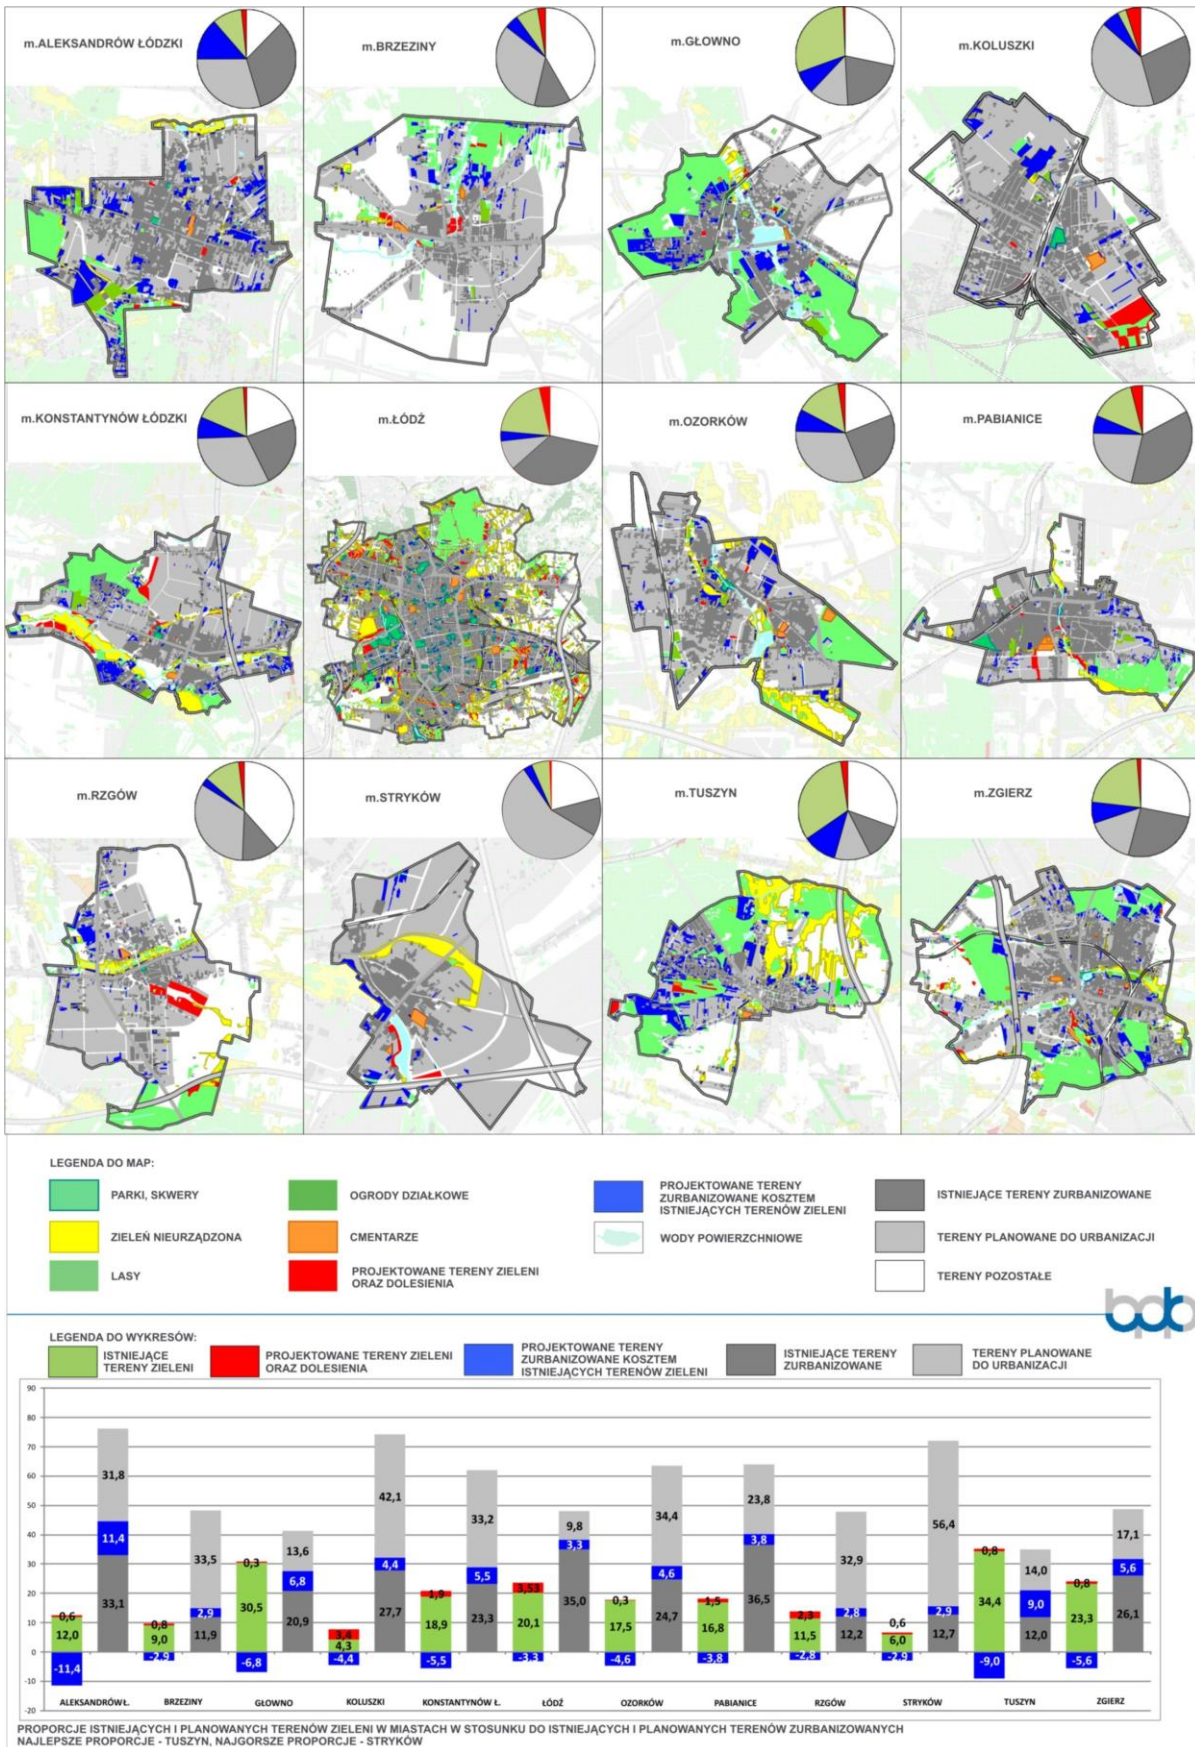 m.ALEKSANDRÓW ŁÓDZKI
m.BRZEZINY
m.GŁOWNO
m.KOLUSZKI
m.KONSTANTYNÓW ŁÓDZKI
m.ŁÓDŹ
m.OZORKÓW
m.PABIANICE
m.RZGÓW
m.STRYKÓW
m.TUSZYN
m.ZGIERZ
LEGENDA DO MAP:
PARKI, SKWERY
OGRODY DZIAŁKOWE
PROJEKTOWANE TERENY
ZURBANIZOWANE KOSZTEM
ISTNIEJĄCYCH TERENÓW ZIELENI
ISTNIEJĄCE TERENY ZURBANIZOWANE
ZIELEŃ NIEURZĄDZONA
CMENTARZE
WODY POWIERZCHNIOWE
TERENY PLANOWANE DO URBANIZACJI
LASY
PROJEKTOWANE TERENY ZIELENI
ORAZ DOLESIENIA
TERENY POZOSTAŁE
bpp
LEGENDA DO WYKRESÓW:
ISTNIEJĄCE
TERENY ZIELENI
PROJEKTOWANE TERENY ZIELENI
ORAZ DOLESIENIA
PROJEKTOWANE TERENY
ZURBANIZOWANE KOSZTEM
ISTNIEJĄCYCH TERENÓW ZIELENI
ISTNIEJĄCE TERENY
ZURBANIZOWANE
TERENY PLANOWANE
DO URBANIZACJI
90
80
70
60
50
40
30
20
10
0
-10
-20
0,6
12,0
-11,4
31,8
11,4
33,1
0,8
9,0
-2,9
33,5
2,9
11,9
0,3
30,5
-6,8
13,6
6,8
20,9
3,4
4,3
-4,4
42,1
4,4
27,7
1,9
18,9
-5,5
33,2
5,5
23,3
3,53
20,1
-3,3
9,8
3,3
35,0
0,3
17,5
-4,6
34,4
4,6
24,7
1,5
16,8
-3,8
23,8
3,8
36,5
2,3
11,5
-2,8
32,9
2,8
12,2
0,6
6,0
-2,9
56,4
2,9
12,7
0,8
34,4
-9,0
14,0
9,0
12,0
0,8
23,3
-5,6
17,1
5,6
26,1
ALEKSANDRÓW Ł.
BRZEZINY
GŁOWNO
KOLUSZKI
KONSTANTYNÓW Ł.
ŁÓDŹ
OZORKÓW
PABIANICE
RZGÓW
STRYKÓW
TUSZYN
ZGIERZ
PROPORCJE ISTNIEJĄCYCH I PLANOWANYCH TERENÓW ZIELENI W MIASTACH W STOSUNKU DO ISTNIEJĄCYCH I PLANOWANYCH TERENÓW ZURBANIZOWANYCH
NAJLEPSZE PROPORCJE - TUSZYN, NAJGORSZE PROPORCJE - STRYKÓW